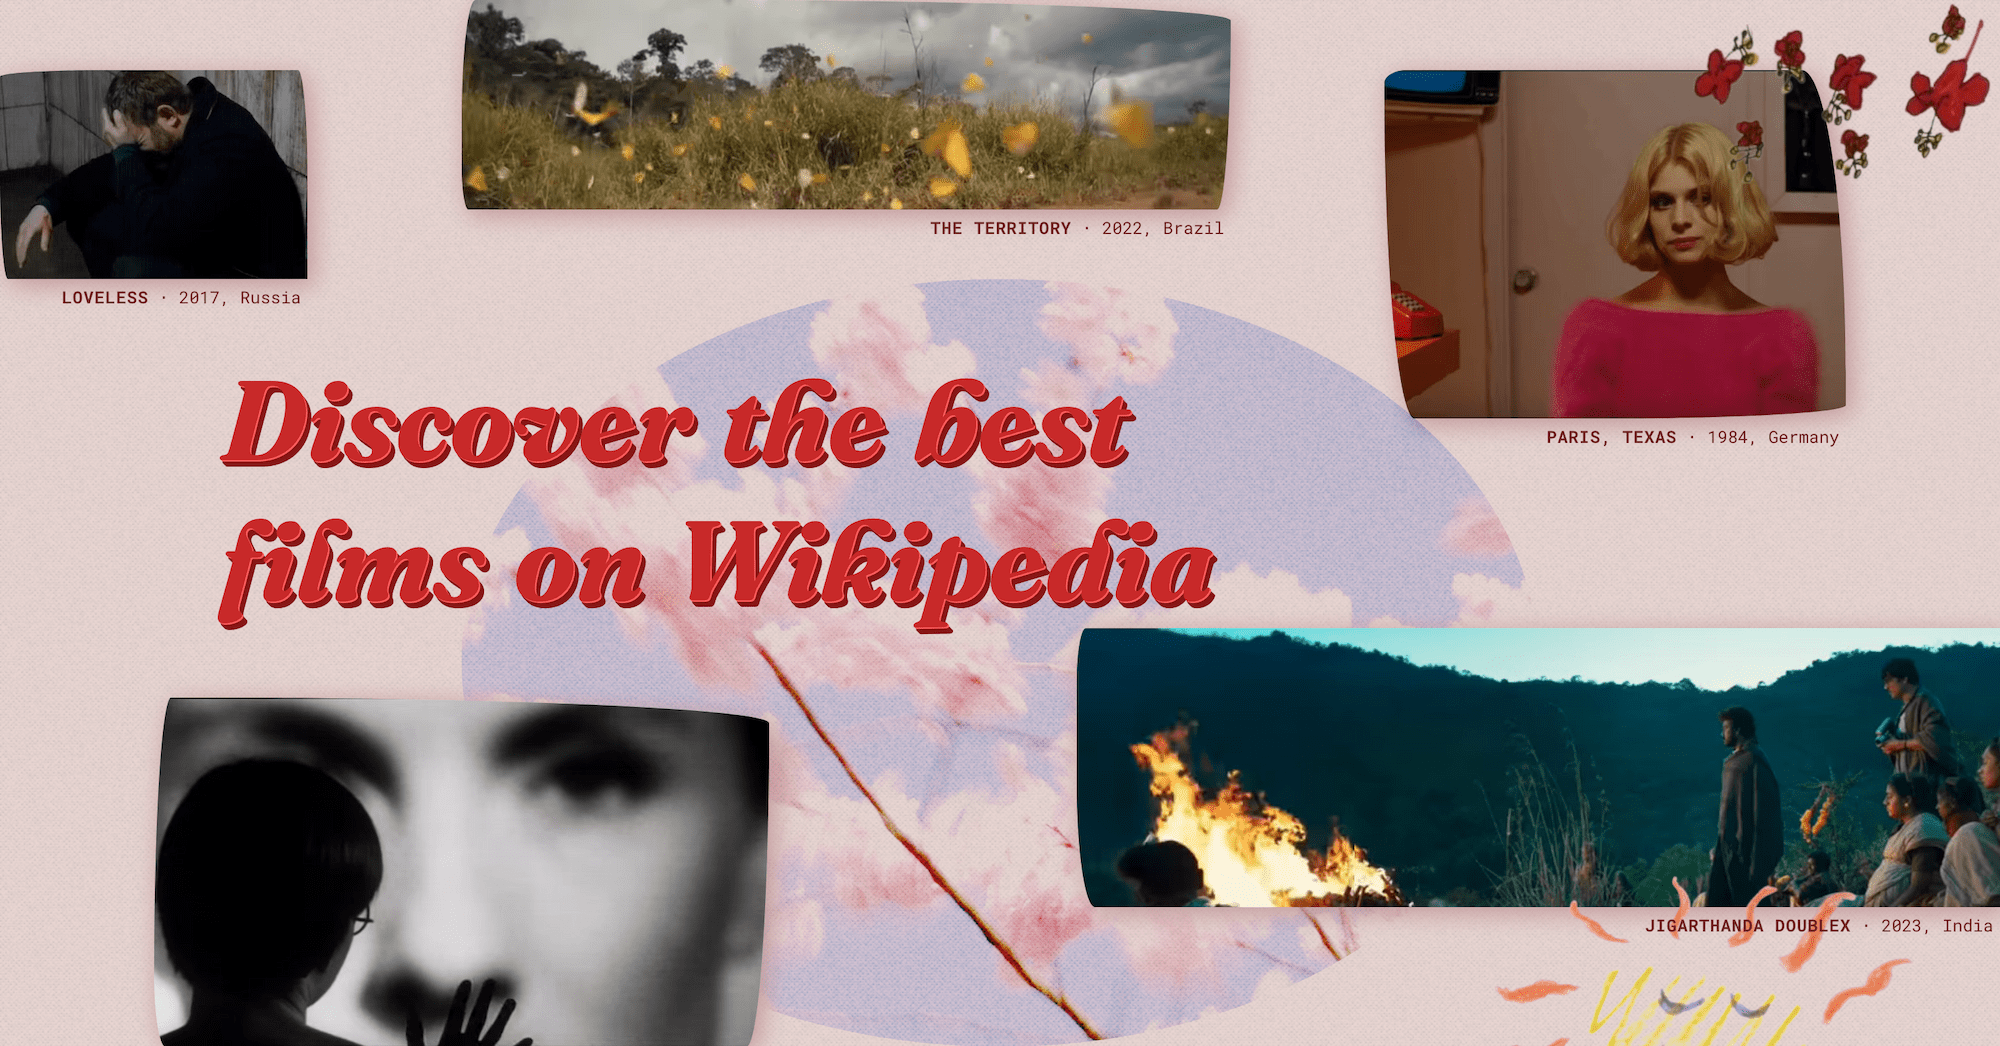 THE TERRITORY · 2022, Brazil
LOVELESS · 2017, Russia
PARIS, TEXAS · 1984, Germany
Discover the best
films on Wikipedia
JIGARTHANDA DOUBLEX · 2023, India